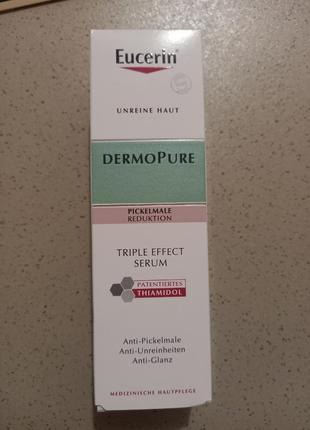 Eucerin®
UNREINE HAUT
DERMOPURE
PICKELMALE
REDUKTION
TRIPLE EFFECT
SERUM
PATENTIERTES
THIAMIDOL
Anti-Pickelmale
Anti-Unreinheiten
Anti-Glanz
MEDIZINISCHE HAUTPFLEGE